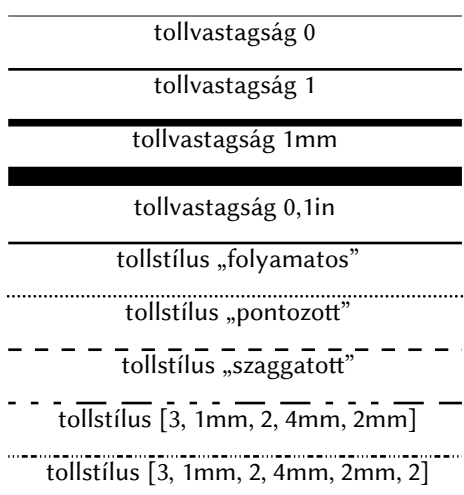 tollvastagság 0
tollvastagság 1
tollvastagság 1mm
tollvastagság 0,1in
tollstílus „folyamatos”
tollstílus „pontozott”
tollstílus „szaggatott”
tollstílus [3, 1mm, 2, 4mm, 2mm]
tollstílus [3, 1mm, 2, 4mm, 2mm, 2]